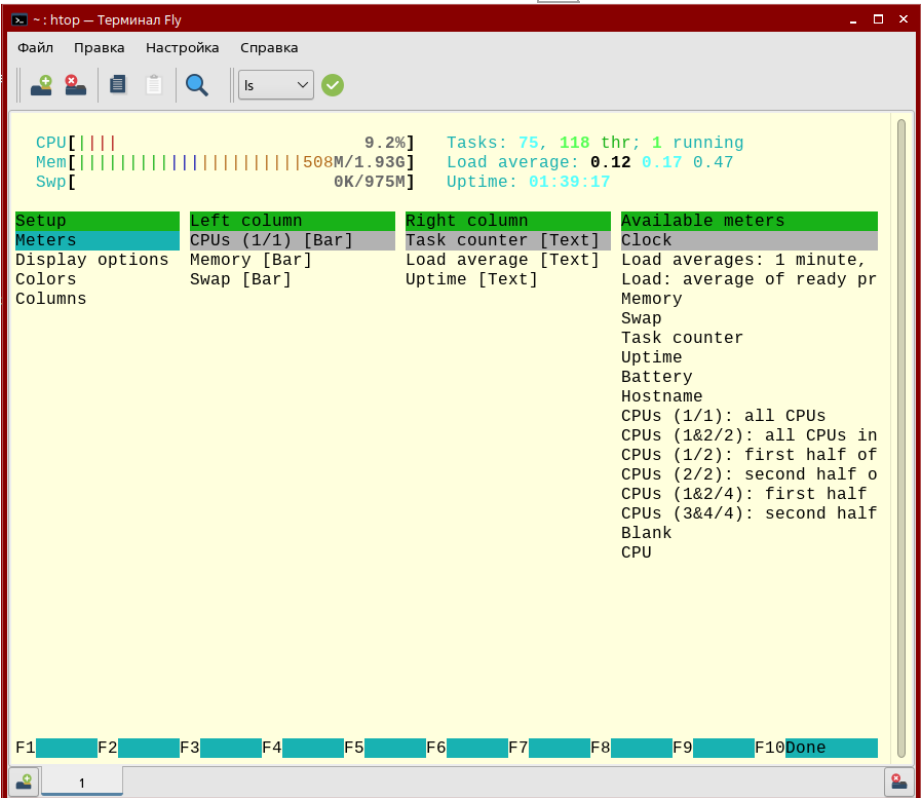 ~ : htop — Терминал Fly
Файл Правка Настройка Справка
ls
CPU[|||| 9.2%] Tasks: 75, 118 thr; 1 running
Mem[||||||||||||||||||||||508M/1.93G] Load average: 0.12 0.17 0.47
Swp[ 0K/975M] Uptime: 01:39:17
Setup Left column Right column Available meters
Meters CPUs (1/1) [Bar] Task counter [Text] Clock
Display options Memory [Bar] Load average [Text] Load averages: 1 minute,
Colors Swap [Bar] Uptime [Text] Load: average of ready pr
Columns Memory
Swap
Task counter
Uptime
Battery
Hostname
CPUs (1/1): all CPUs
CPUs (1&2/2): all CPUs in
CPUs (1/2): first half of
CPUs (2/2): second half o
CPUs (1&2/4): first half
CPUs (3&4/4): second half
Blank
CPU
F1 F2 F3 F4 F5 F6 F7 F8 F9 F10Done
1